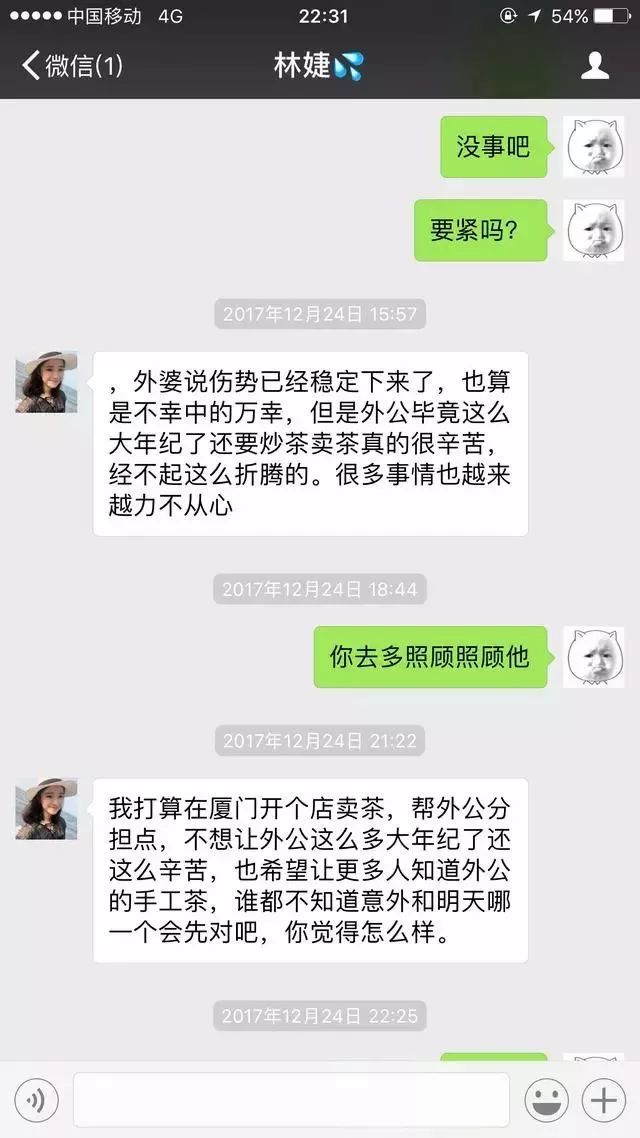 中国移动 4G 22:31 54%
微信(1) 林婕
没事吧
要紧吗?
2017年12月24日 15:57
，外婆说伤势已经稳定下来了，也算
是不幸中的万幸，但是外公毕竟这么
大年纪了还要炒茶卖茶真的很辛苦，
经不起这么折腾的。很多事情也越来
越力不从心
2017年12月24日 18:44
你去多照顾照顾他
2017年12月24日 21:22
我打算在厦门开个店卖茶，帮外公分
担点，不想让外公这么多大年纪了还
这么辛苦，也希望让更多人知道外公
的手工茶，谁都不知道意外和明天哪
一个会先对吧，你觉得怎么样。
2017年12月24日 22:25